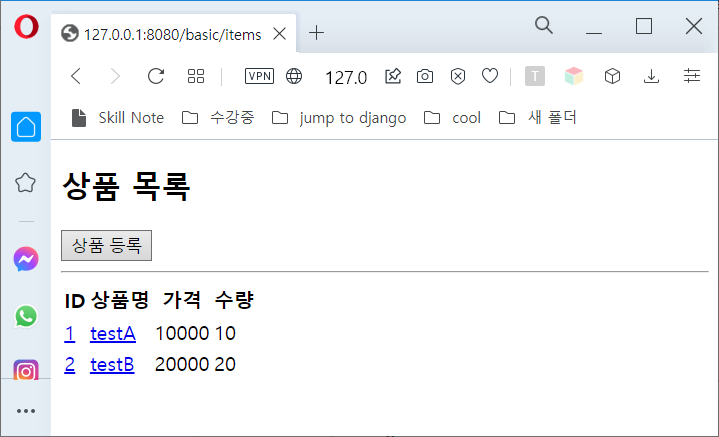 127.0.0.1:8080/basic/items
VPN 127.0 T
Skill Note 수강중 jump to django cool 새 폴더
상품 목록
상품 등록
ID 상품명 가격 수량
1 testA 10000 10
2 testB 20000 20